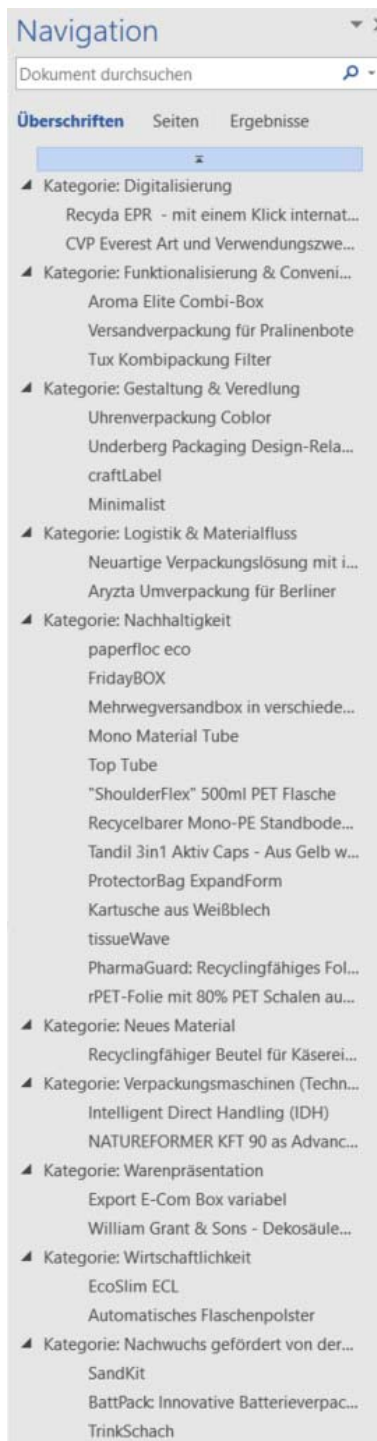 Navigation
Dokument durchsuchen
Überschriften Seiten Ergebnisse
Kategorie: Digitalisierung
Recyda EPR - mit einem Klick internat...
CVP Everest Art und Verwendungszwe...
Kategorie: Funktionalisierung & Conveni...
Aroma Elite Combi-Box
Versandverpackung für Pralinenbote
Tux Kombipackung Filter
Kategorie: Gestaltung & Veredlung
Uhrenverpackung Coblor
Underberg Packaging Design-Rela...
craftLabel
Minimalist
Kategorie: Logistik & Materialfluss
Neuartige Verpackungslösung mit i...
Aryzta Umverpackung für Berliner
Kategorie: Nachhaltigkeit
paperfloc eco
FridayBOX
Mehrwegversandbox in verschiede...
Mono Material Tube
Top Tube
"ShoulderFlex" 500ml PET Flasche
Recycelbarer Mono-PE Standbode...
Tandil 3in1 Aktiv Caps - Aus Gelb w...
ProtectorBag ExpandForm
Kartusche aus Weißblech
tissueWave
PharmaGuard: Recyclingfähiges Fol...
rPET-Folie mit 80% PET Schalen au...
Kategorie: Neues Material
Recyclingfähiger Beutel für Käserei...
Kategorie: Verpackungsmaschinen (Techn...
Intelligent Direct Handling (IDH)
NATUREFORMER KFT 90 as Advanc...
Kategorie: Warenpräsentation
Export E-Com Box variabel
William Grant & Sons - Dekosäule...
Kategorie: Wirtschaftlichkeit
EcoSlim ECL
Automatisches Flaschenpolster
Kategorie: Nachwuchs gefördert von der...
SandKit
BattPack: Innovative Batterieverpac...
TrinkSchach